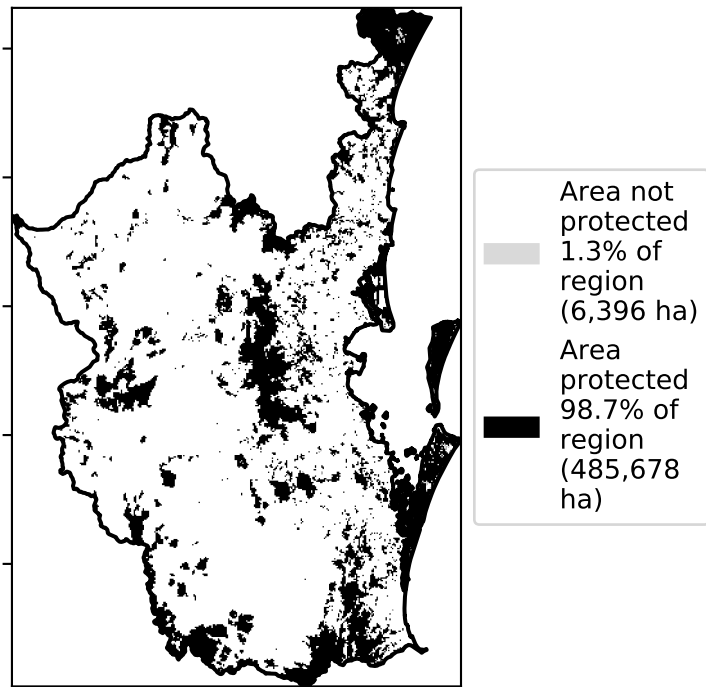 Area not
protected
1.3% of
region
(6,396 ha)
Area
protected
98.7% of
region
(485,678
ha)